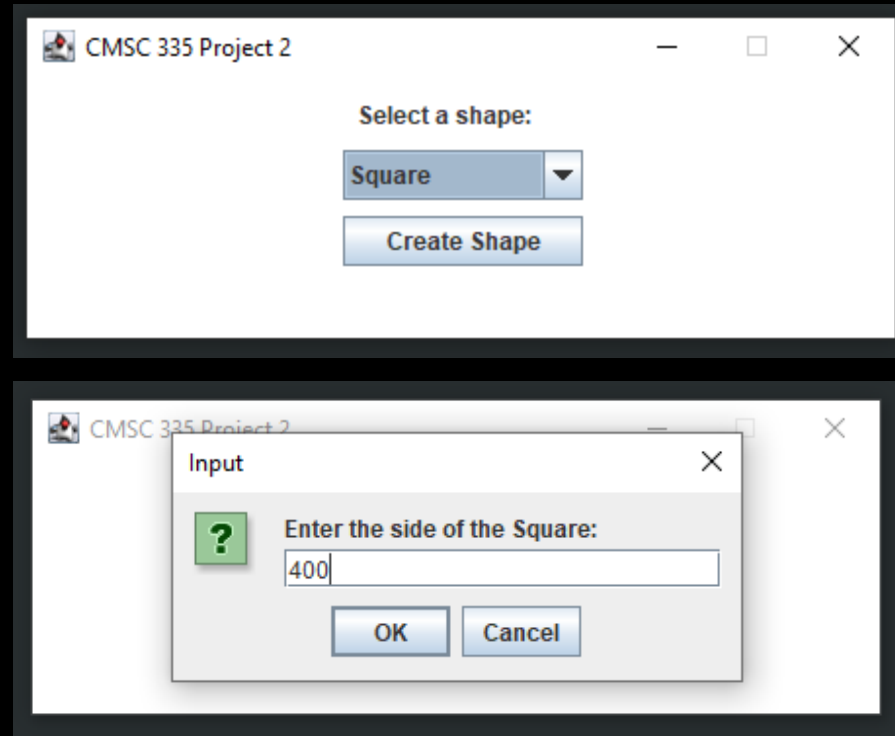 CMSC 335 Project 2
Select a shape:
Square
Create Shape
CMSC 335 Project 2
Input
?
Enter the side of the Square:
400
OK Cancel